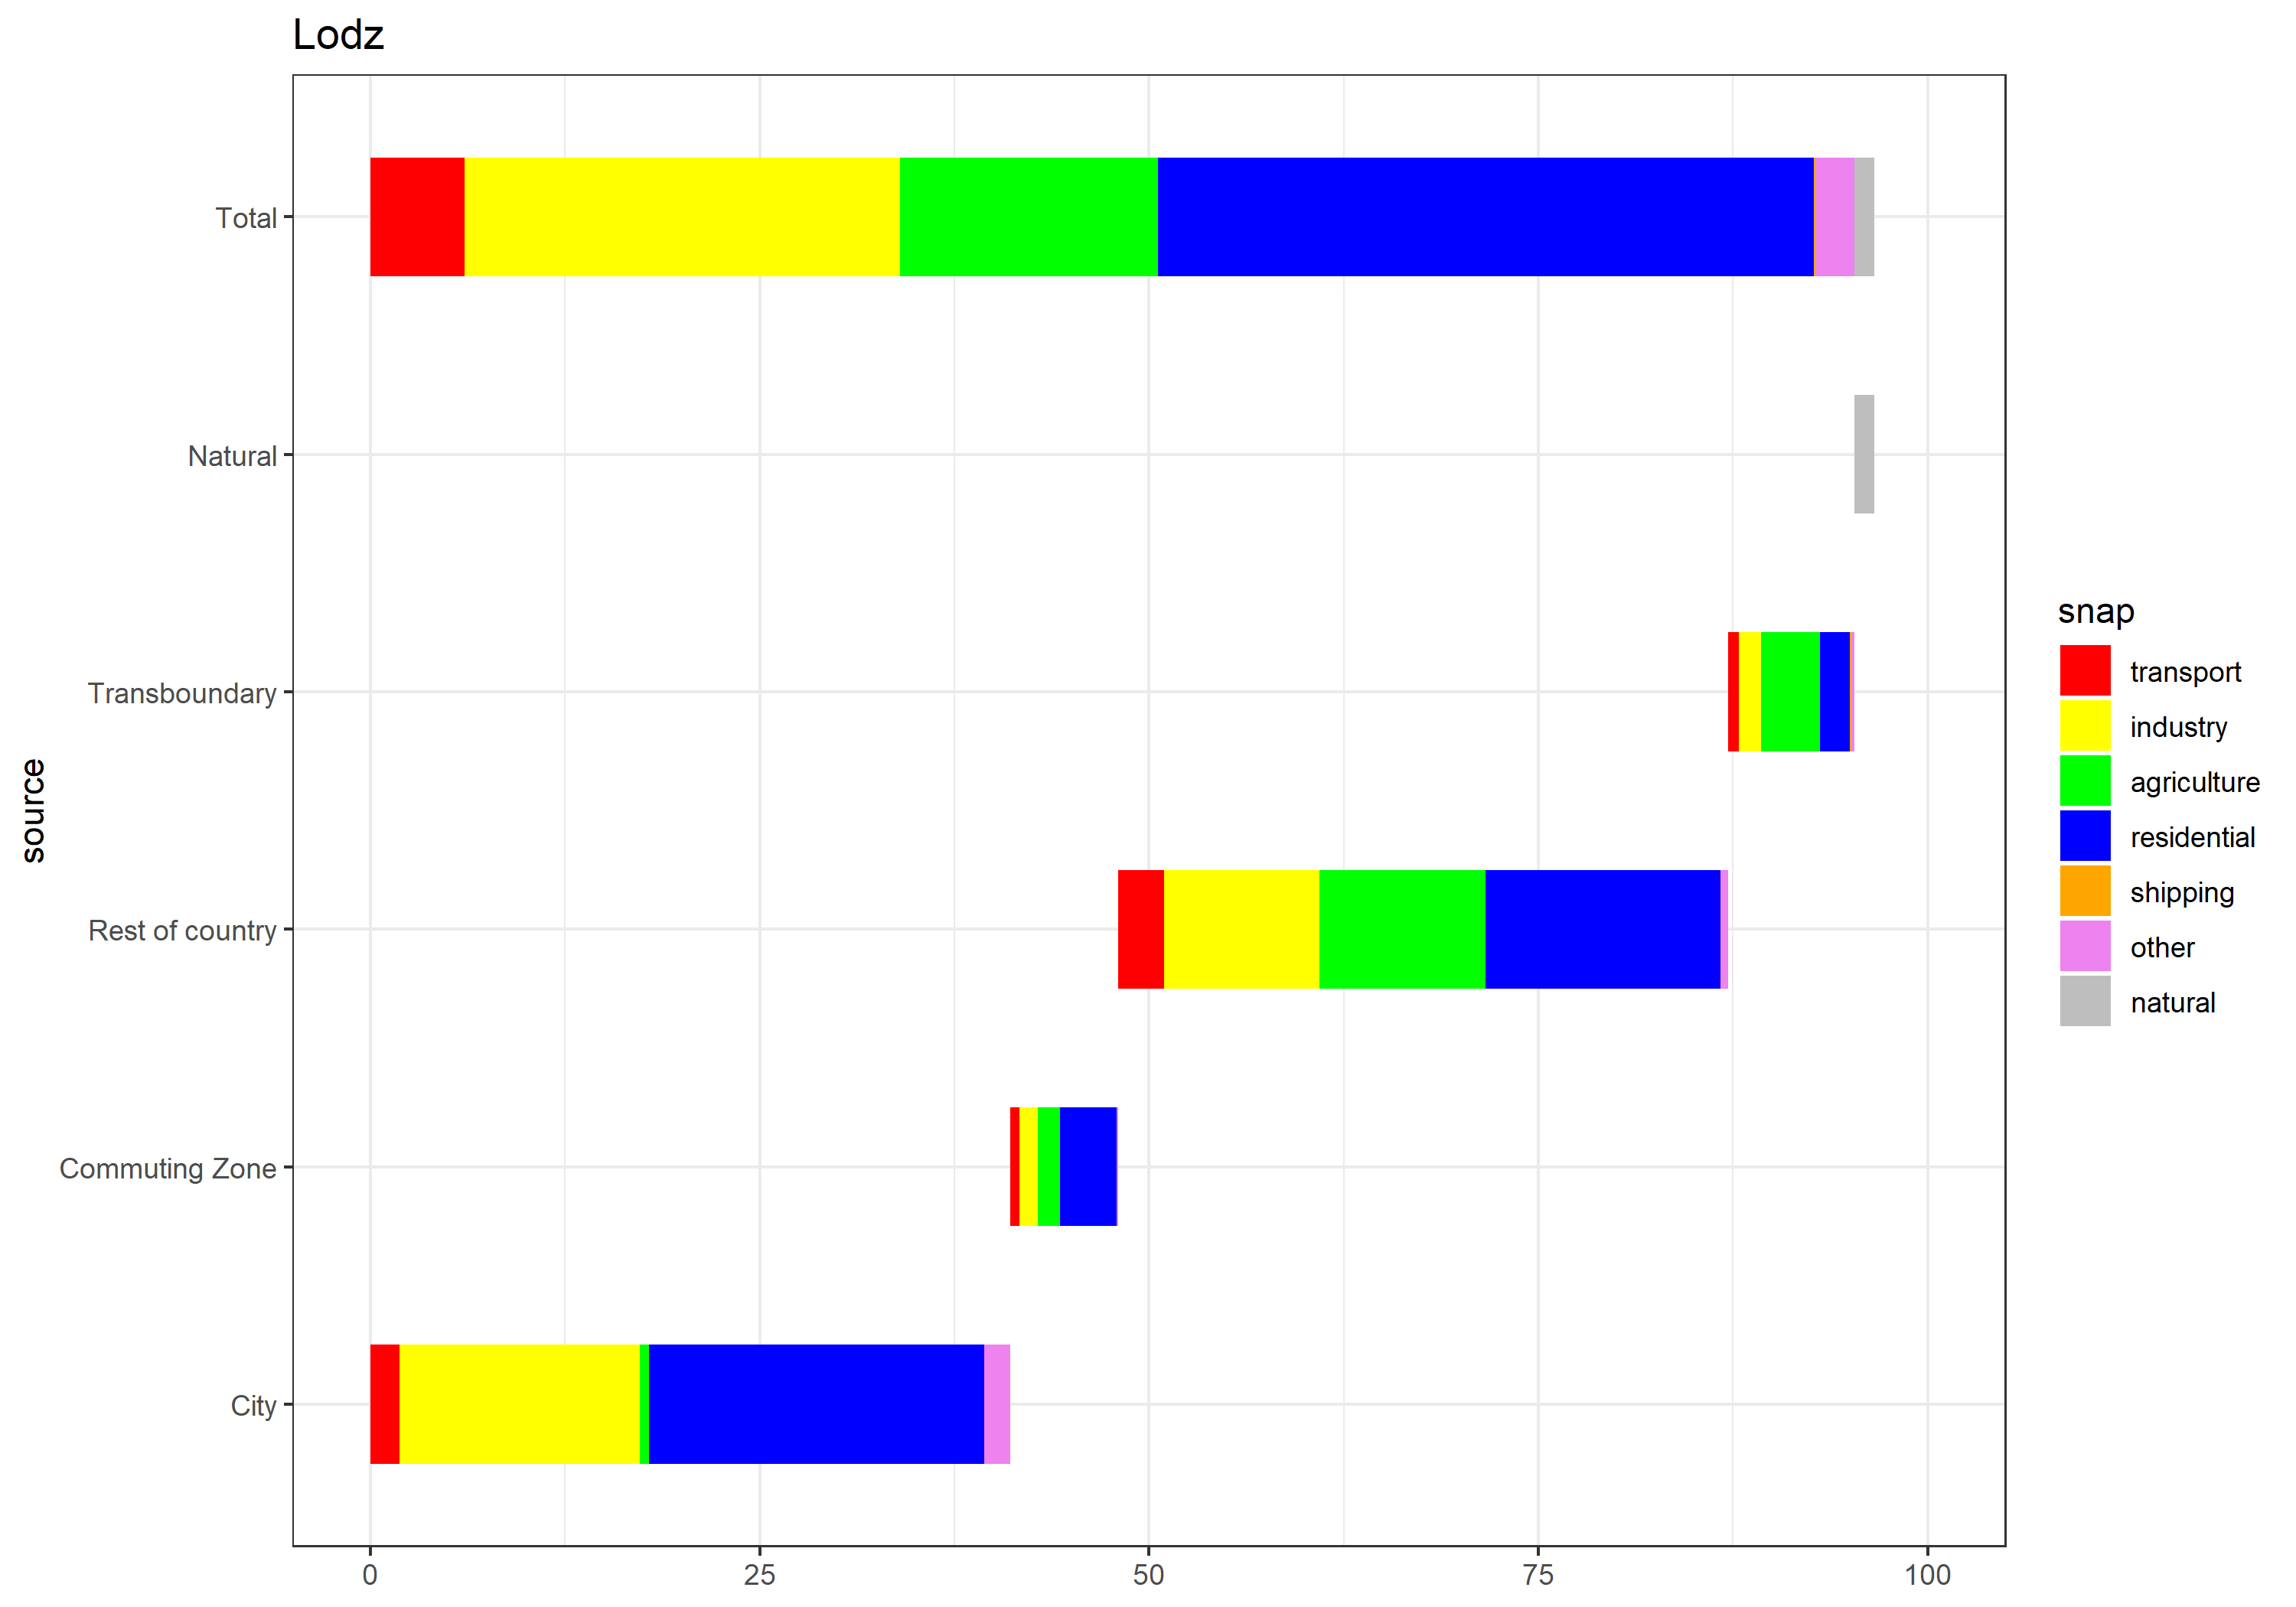 Lodz
Total
Natural
Transboundary
Rest of country
Commuting Zone
City
source
0 25 50 75 100
snap
transport
industry
agriculture
residential
shipping
other
natural